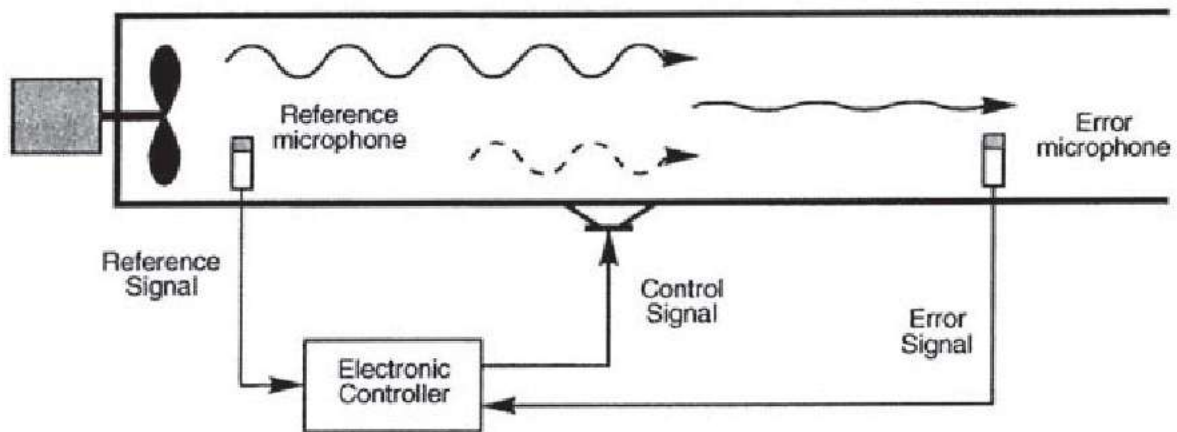 Reference
microphone
Error
microphone
Reference
Signal
Control
Signal
Error
Signal
Electronic
Controller